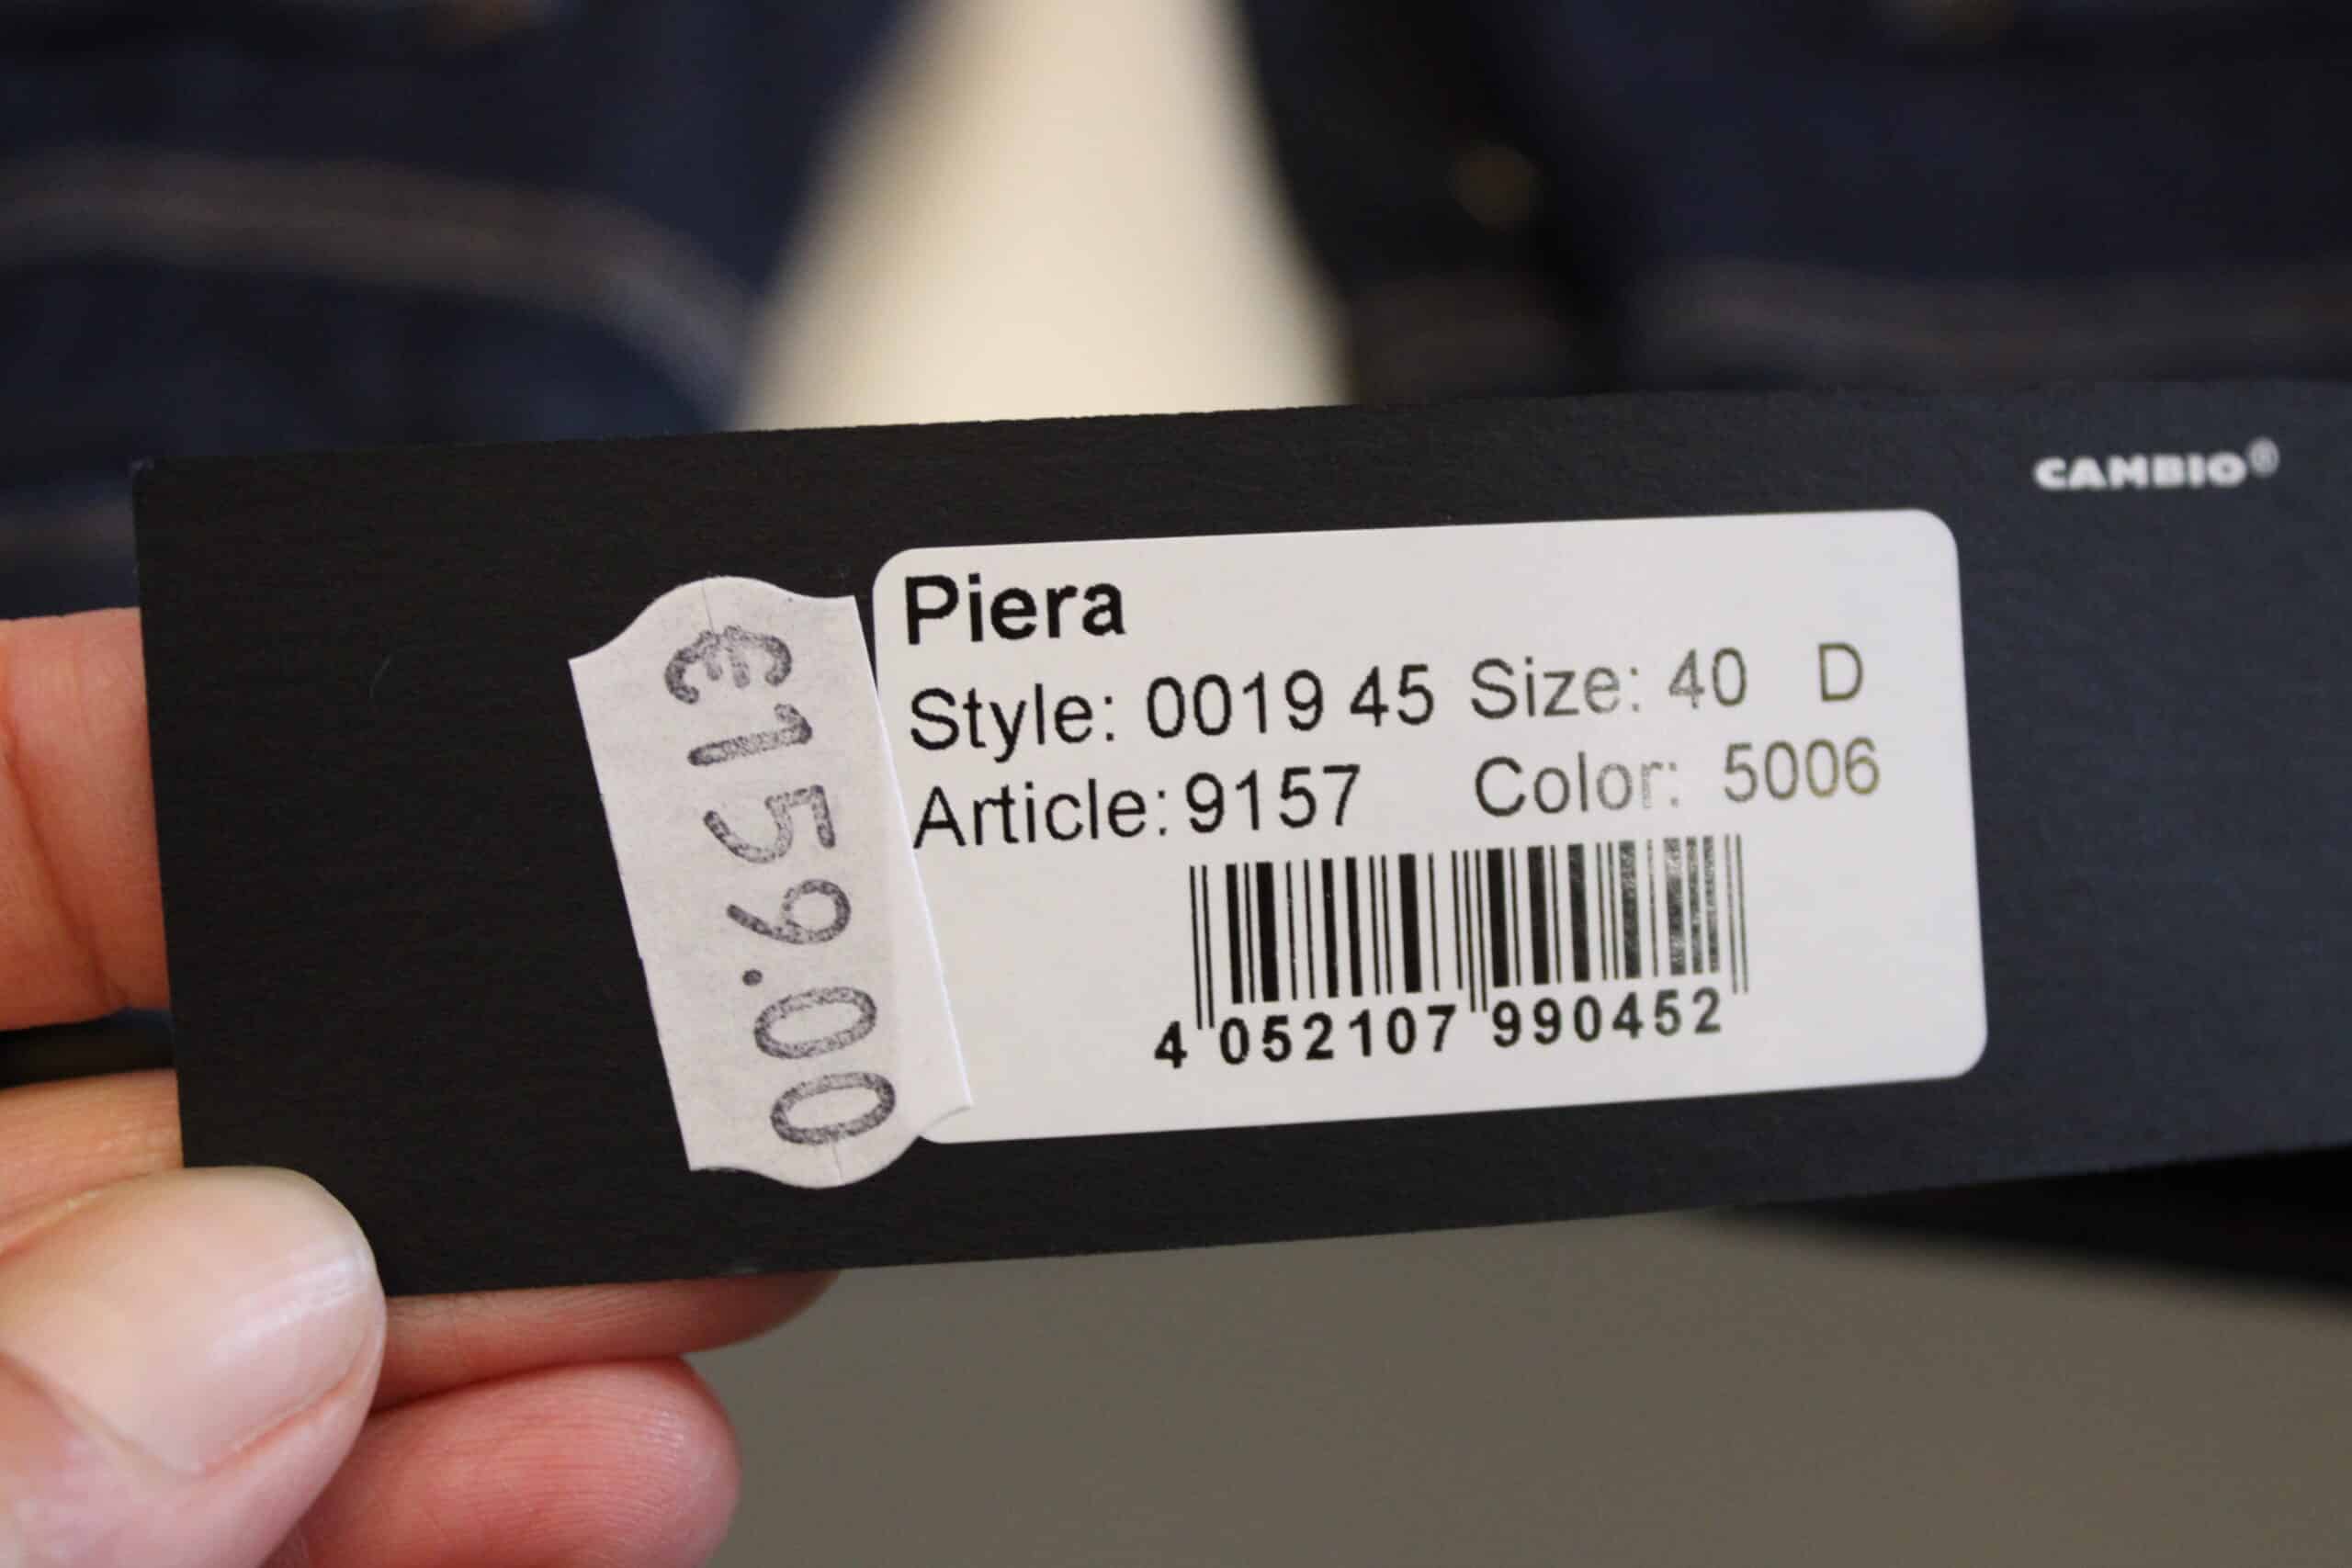 CAMBIO®
Piera
Style: 0019 45 Size: 40 D
Article: 9157 Color: 5006
4 052107 990452
€159.00